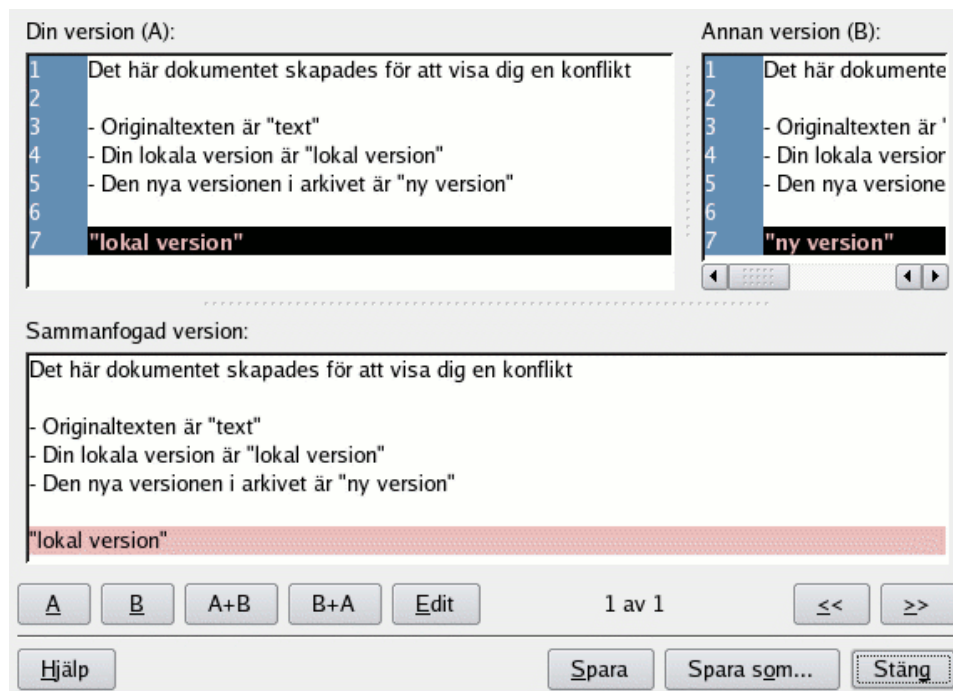 Din version (A):
1 Det här dokumentet skapades för att visa dig en konflikt
2
3 - Originaltexten är "text"
4 - Din lokala version är "lokal version"
5 - Den nya versionen i arkivet är "ny version"
6
7 "lokal version"
Annan version (B):
1 Det här dokumente
2
3 - Originaltexten är "
4 - Din lokala version
5 - Den nya versione
6
7 "ny version"
Sammanfogad version:
Det här dokumentet skapades för att visa dig en konflikt
- Originaltexten är "text"
- Din lokala version är "lokal version"
- Den nya versionen i arkivet är "ny version"
"lokal version"
A B A+B B+A Edit 1 av 1 << >>
Hjälp Spara Spara som... Stäng